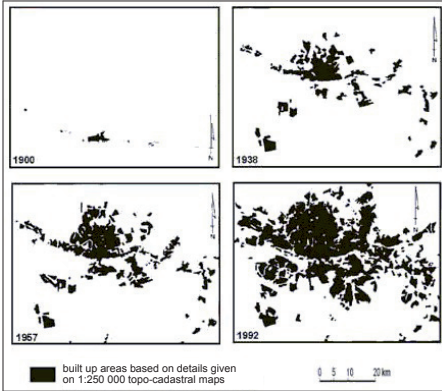 N
1900
N
1938
N
1957
N
1992
built up areas based on details given
on 1:250 000 topo-cadastral maps
0 5 10 20 km